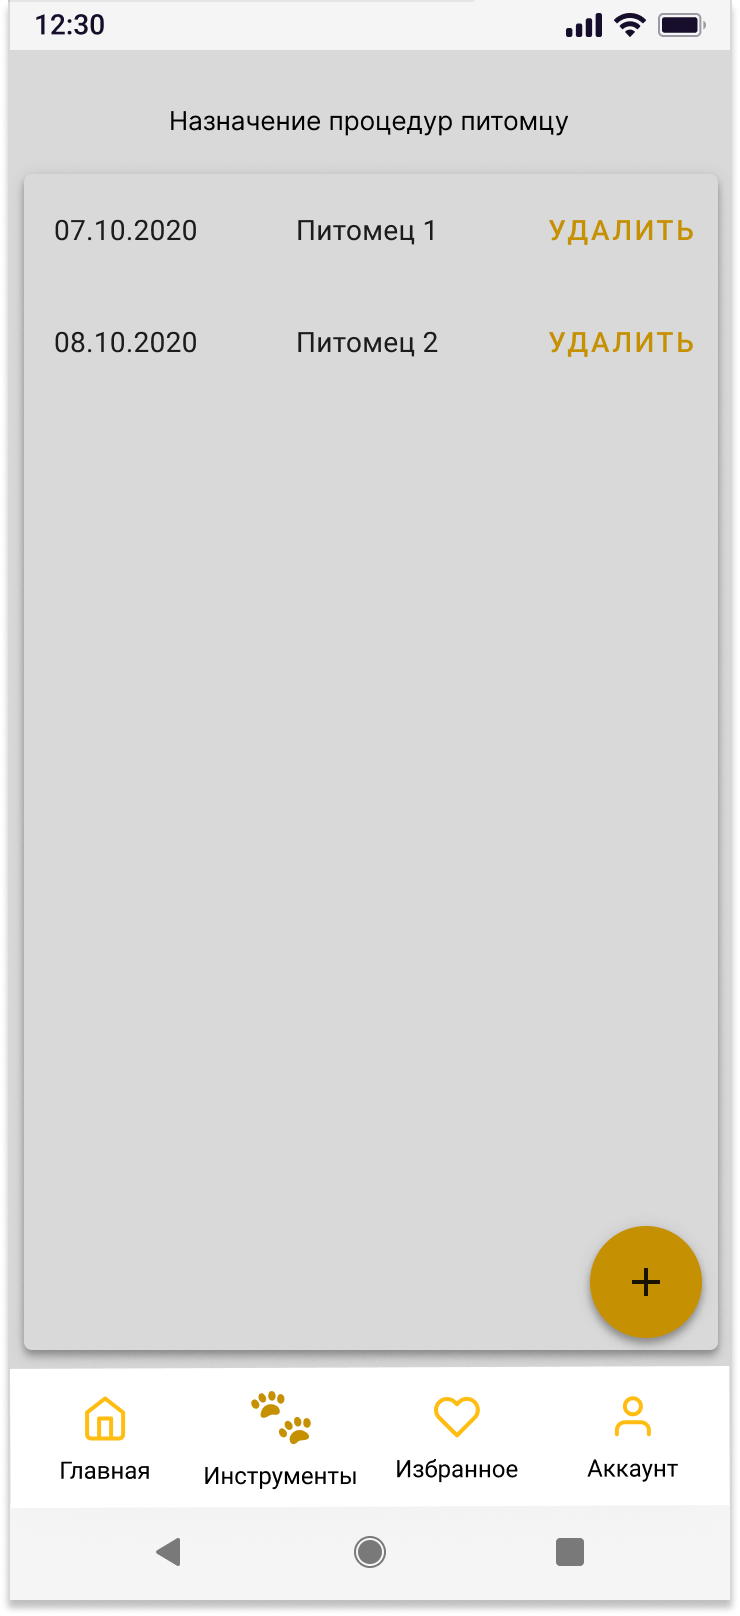 12:30
Назначение процедур питомцу
07.10.2020 Питомец 1 УДАЛИТЬ
08.10.2020 Питомец 2 УДАЛИТЬ
Главная Инструменты Избранное Аккаунт